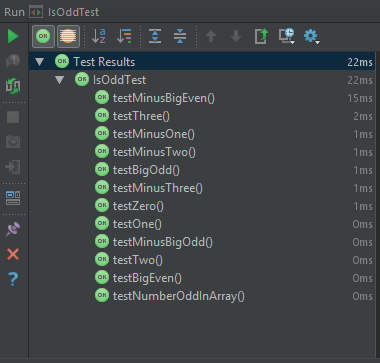 Run IsOddTest
Test Results 22ms
IsOddTest 22ms
testMinusBigEven() 15ms
testThree() 2ms
testMinusOne() 1ms
testMinusTwo() 1ms
testBigOdd() 1ms
testMinusThree() 1ms
testZero() 1ms
testOne() 0ms
testMinusBigOdd() 0ms
testTwo() 0ms
testBigEven() 0ms
testNumberOddInArray() 0ms